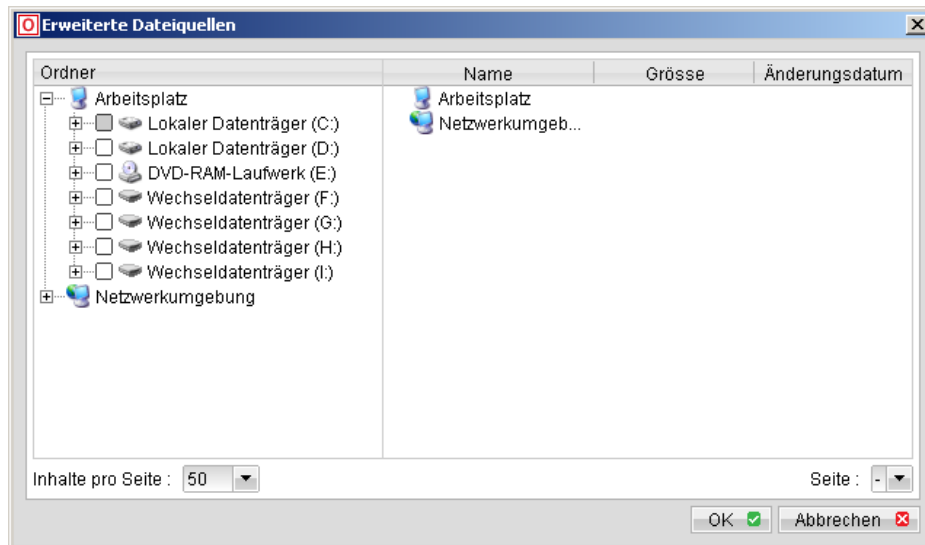 O Erweiterte Dateiquellen
Ordner Name Grösse Änderungsdatum
Arbeitsplatz Arbeitsplatz
Lokaler Datenträger (C:) Netzwerkumgeb...
Lokaler Datenträger (D:)
DVD-RAM-Laufwerk (E:)
Wechseldatenträger (F:)
Wechseldatenträger (G:)
Wechseldatenträger (H:)
Wechseldatenträger (I:)
Netzwerkumgebung
Inhalte pro Seite : 50 Seite : -
OK Abbrechen